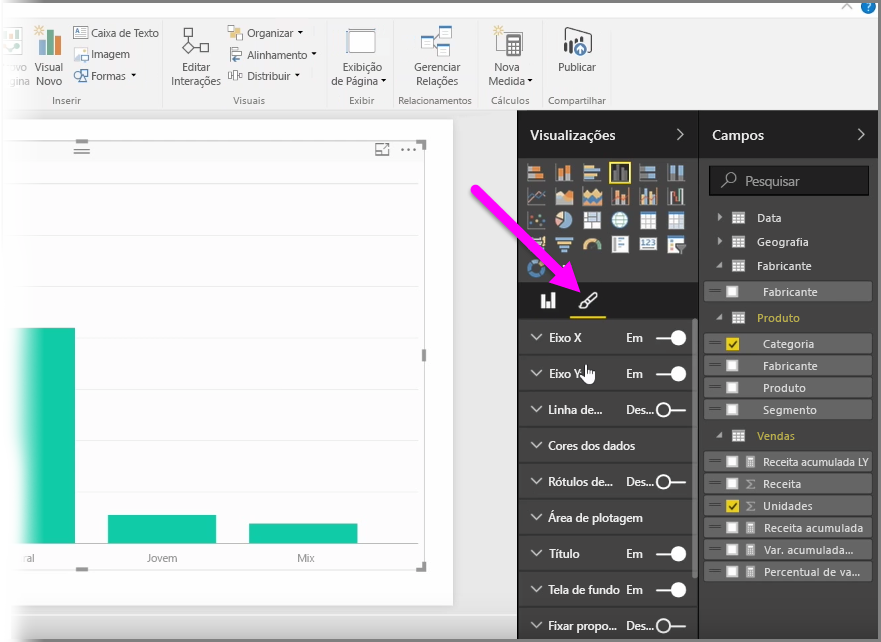 ?
Visual
Novo
Caixa de Texto
Imagem
Formas
Inserir
Editar
Interações
Organizar
Alinhamento
Distribuir
Visuais
Exibição
de Página
Exibir
Gerenciar
Relações
Relacionamentos
Nova
Medida
Cálculos
Publicar
Compartilhar
Jovem
Mix
Visualizações
123
Eixo X Em
Eixo Y Em
Linha de... Des...
Cores dos dados
Rótulos de... Des...
Área de plotagem
Título Em
Tela de fundo Em
Fixar propo... Des...
Campos
Pesquisar
Data
Geografia
Fabricante
Fabricante
Produto
Categoria
Fabricante
Produto
Segmento
Vendas
Receita acumulada LY
Receita
Unidades
Receita acumulada
Var. acumulada...
Percentual de va...